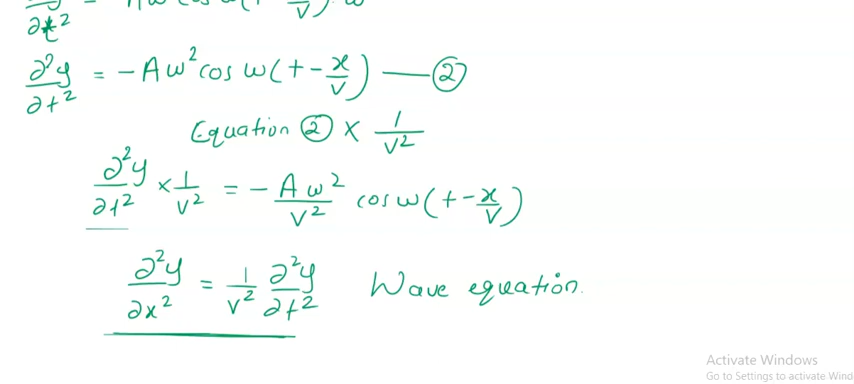 ∂t²
∂²y/∂t² = -Aω² cos ω(t - x/v) — ②
Equation ② × 1/v²
∂²y/∂t² × 1/v² = -Aω²/v² cos ω(t - x/v)
∂²y/∂x² = 1/v² ∂²y/∂t² Wave equation.
Activate Windows
Go to Settings to activate Wind